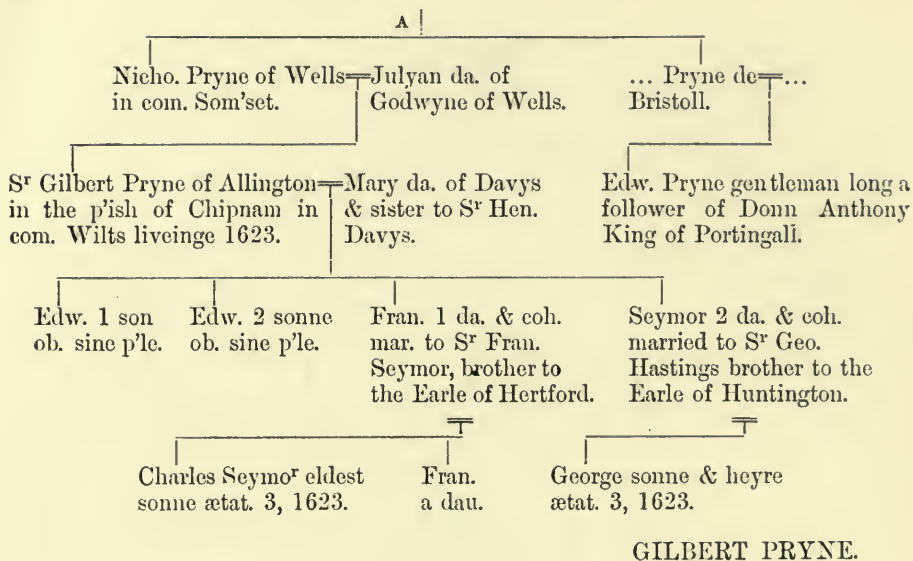 A
Nicho. Pryne of Wells=Julyan da. of
in com. Som'set. Godwyne of Wells.
... Pryne de=...
Bristoll.
Sʳ Gilbert Pryne of Allington=Mary da. of Davys
in the p'ish of Chipnam in & sister to Sʳ Hen.
com. Wilts liveinge 1623. Davys.
Edw. Pryne gentleman long a
follower of Donn Anthony
King of Portingall.
Edw. 1 son
ob. sine p'le.
Edw. 2 sonne
ob. sine p'le.
Fran. 1 da. & coh.
mar. to Sʳ Fran.
Seymor, brother to
the Earle of Hertford.
Seymor 2 da. & coh.
married to Sʳ Geo.
Hastings brother to the
Earle of Huntington.
Charles Seymoʳ eldest
sonne ætat. 3, 1623.
Fran.
a dau.
George sonne & heyre
ætat. 3, 1623.
GILBERT PRYNE.